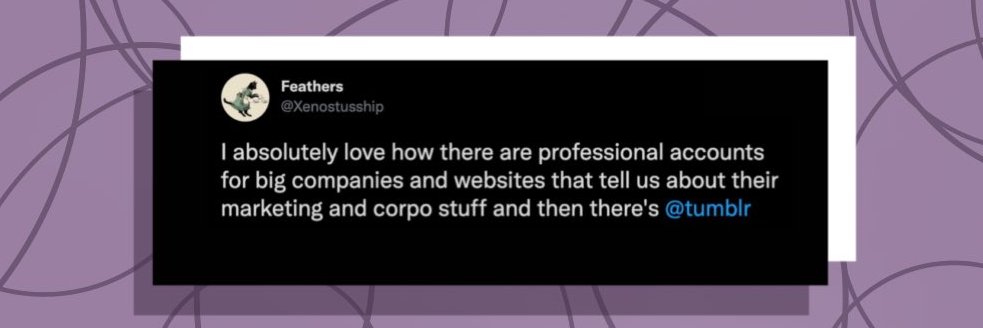 Feathers
@Xenostusship
I absolutely love how there are professional accounts
for big companies and websites that tell us about their
marketing and corpo stuff and then there's @tumblr